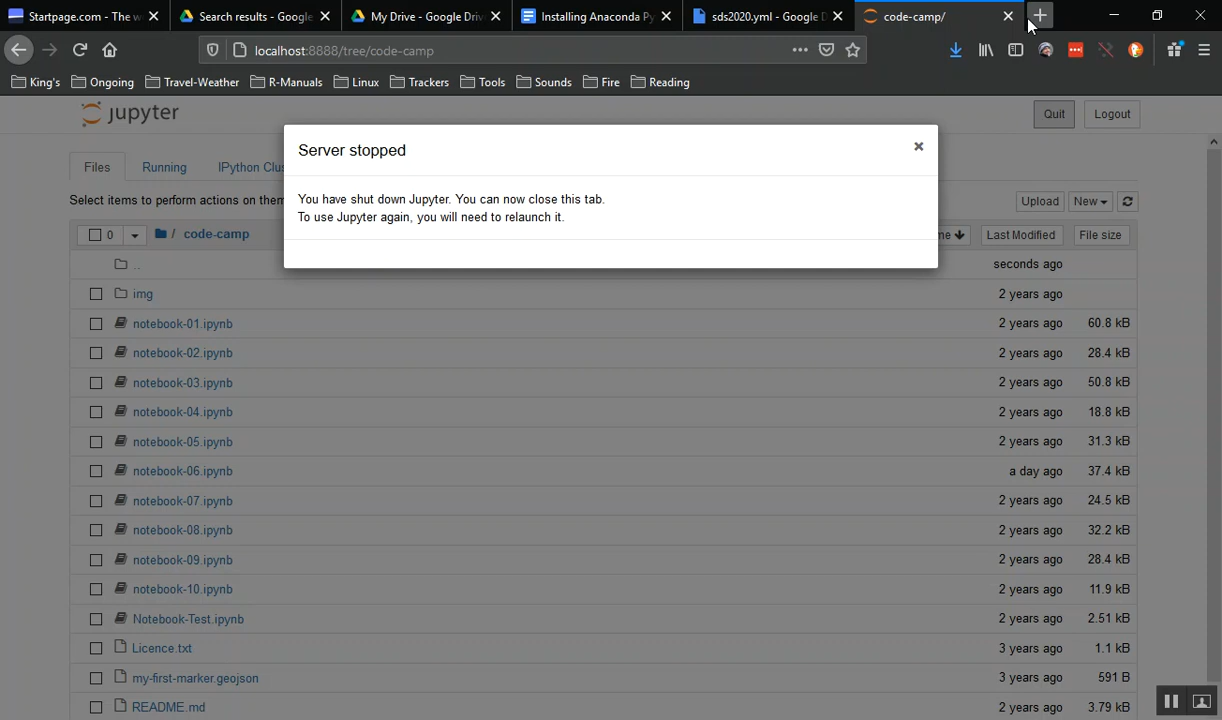 Startpage.com - The w
Search results - Google
My Drive - Google Driv
Installing Anaconda Py
sds2020.yml - Google D
code-camp/
localhost:8888/tree/code-camp
King's
Ongoing
Travel-Weather
R-Manuals
Linux
Trackers
Tools
Sounds
Fire
Reading
jupyter
Quit
Logout
Server stopped
You have shut down Jupyter. You can now close this tab.
To use Jupyter again, you will need to relaunch it.
Files
Running
IPython Clus
Select items to perform actions on them
Upload
New
0
/ code-camp
me
Last Modified
File size
..
seconds ago
img
2 years ago
notebook-01.ipynb
2 years ago
60.8 kB
notebook-02.ipynb
2 years ago
28.4 kB
notebook-03.ipynb
2 years ago
50.8 kB
notebook-04.ipynb
2 years ago
18.8 kB
notebook-05.ipynb
2 years ago
31.3 kB
notebook-06.ipynb
a day ago
37.4 kB
notebook-07.ipynb
2 years ago
24.5 kB
notebook-08.ipynb
2 years ago
32.2 kB
notebook-09.ipynb
2 years ago
28.4 kB
notebook-10.ipynb
2 years ago
11.9 kB
Notebook-Test.ipynb
2 years ago
2.51 kB
Licence.txt
3 years ago
1.1 kB
my-first-marker.geojson
3 years ago
591 B
README.md
2 years ago
3.79 kB